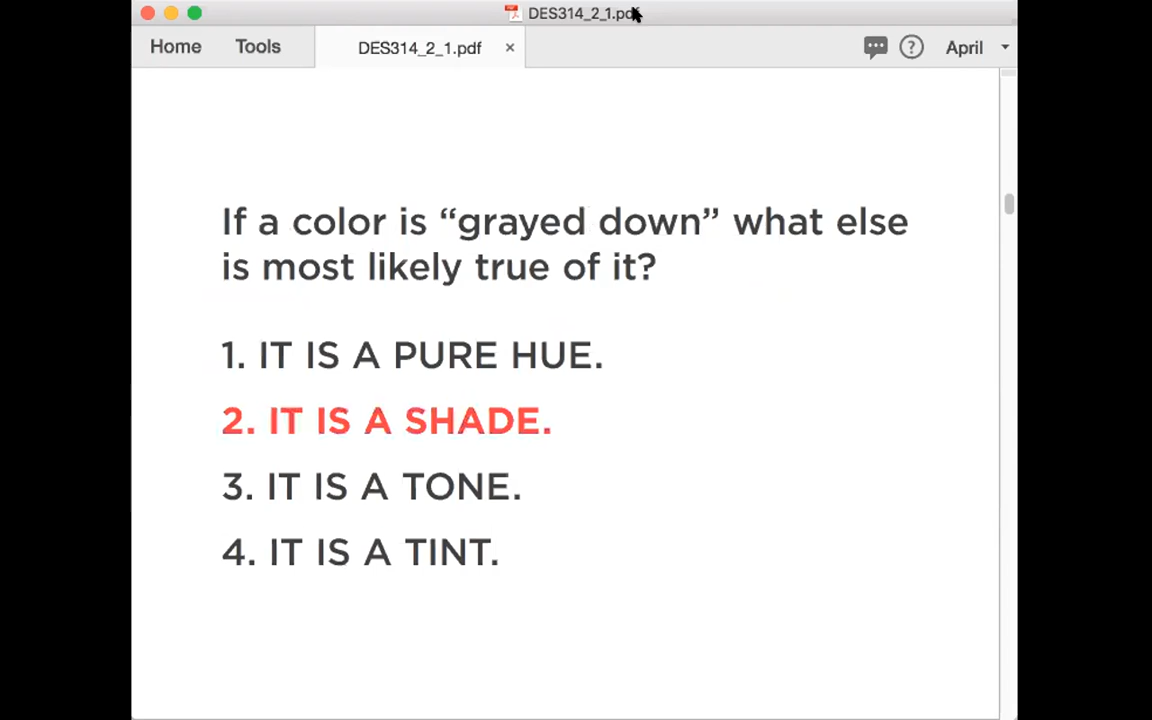 DES314_2_1.pdf
Home Tools DES314_2_1.pdf × ? April
If a color is “grayed down” what else
is most likely true of it?
1. IT IS A PURE HUE.
2. IT IS A SHADE.
3. IT IS A TONE.
4. IT IS A TINT.